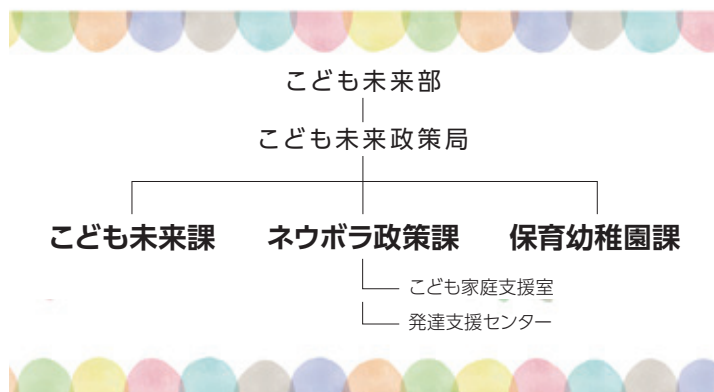 こども未来部
こども未来政策局
こども未来課 ネウボラ政策課 保育幼稚園課
こども家庭支援室
発達支援センター